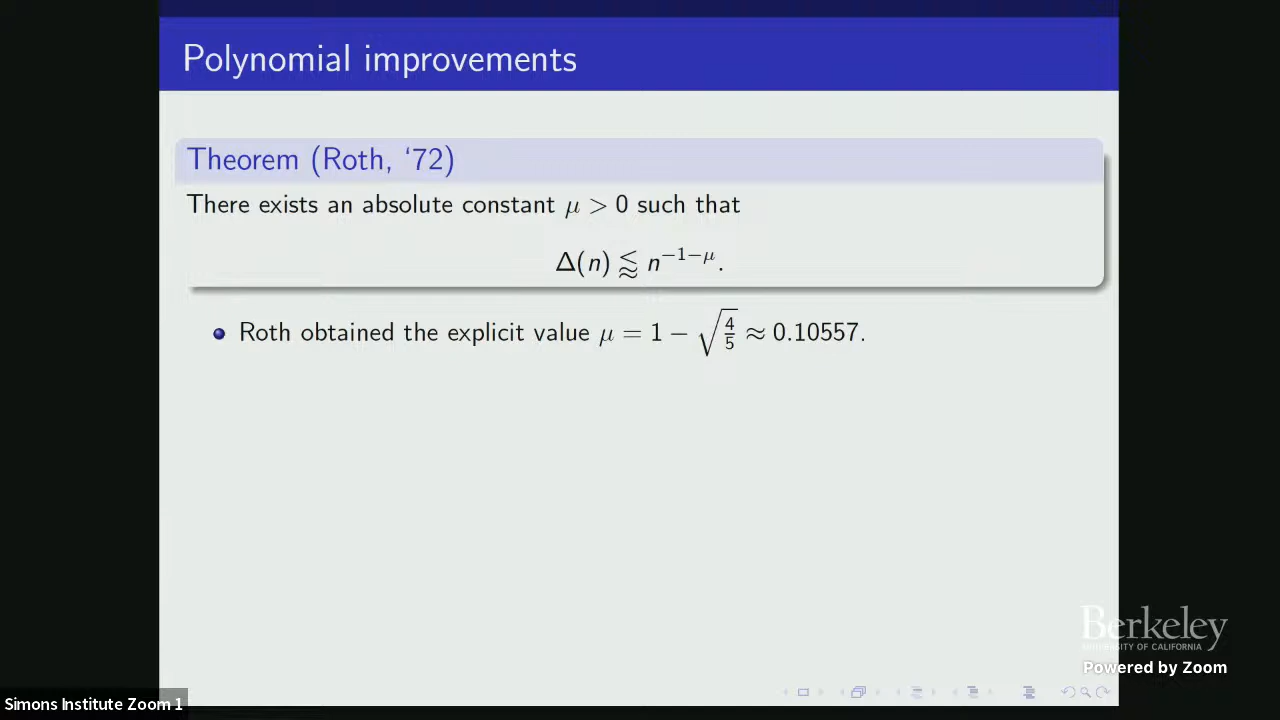 Polynomial improvements
Theorem (Roth, ‘72)
There exists an absolute constant μ > 0 such that
Δ(n) ⪅ n^{−1−μ}.
Roth obtained the explicit value μ = 1 − √(4/5) ≈ 0.10557.
Berkeley
UNIVERSITY OF CALIFORNIA
Powered by Zoom
Simons Institute Zoom 1